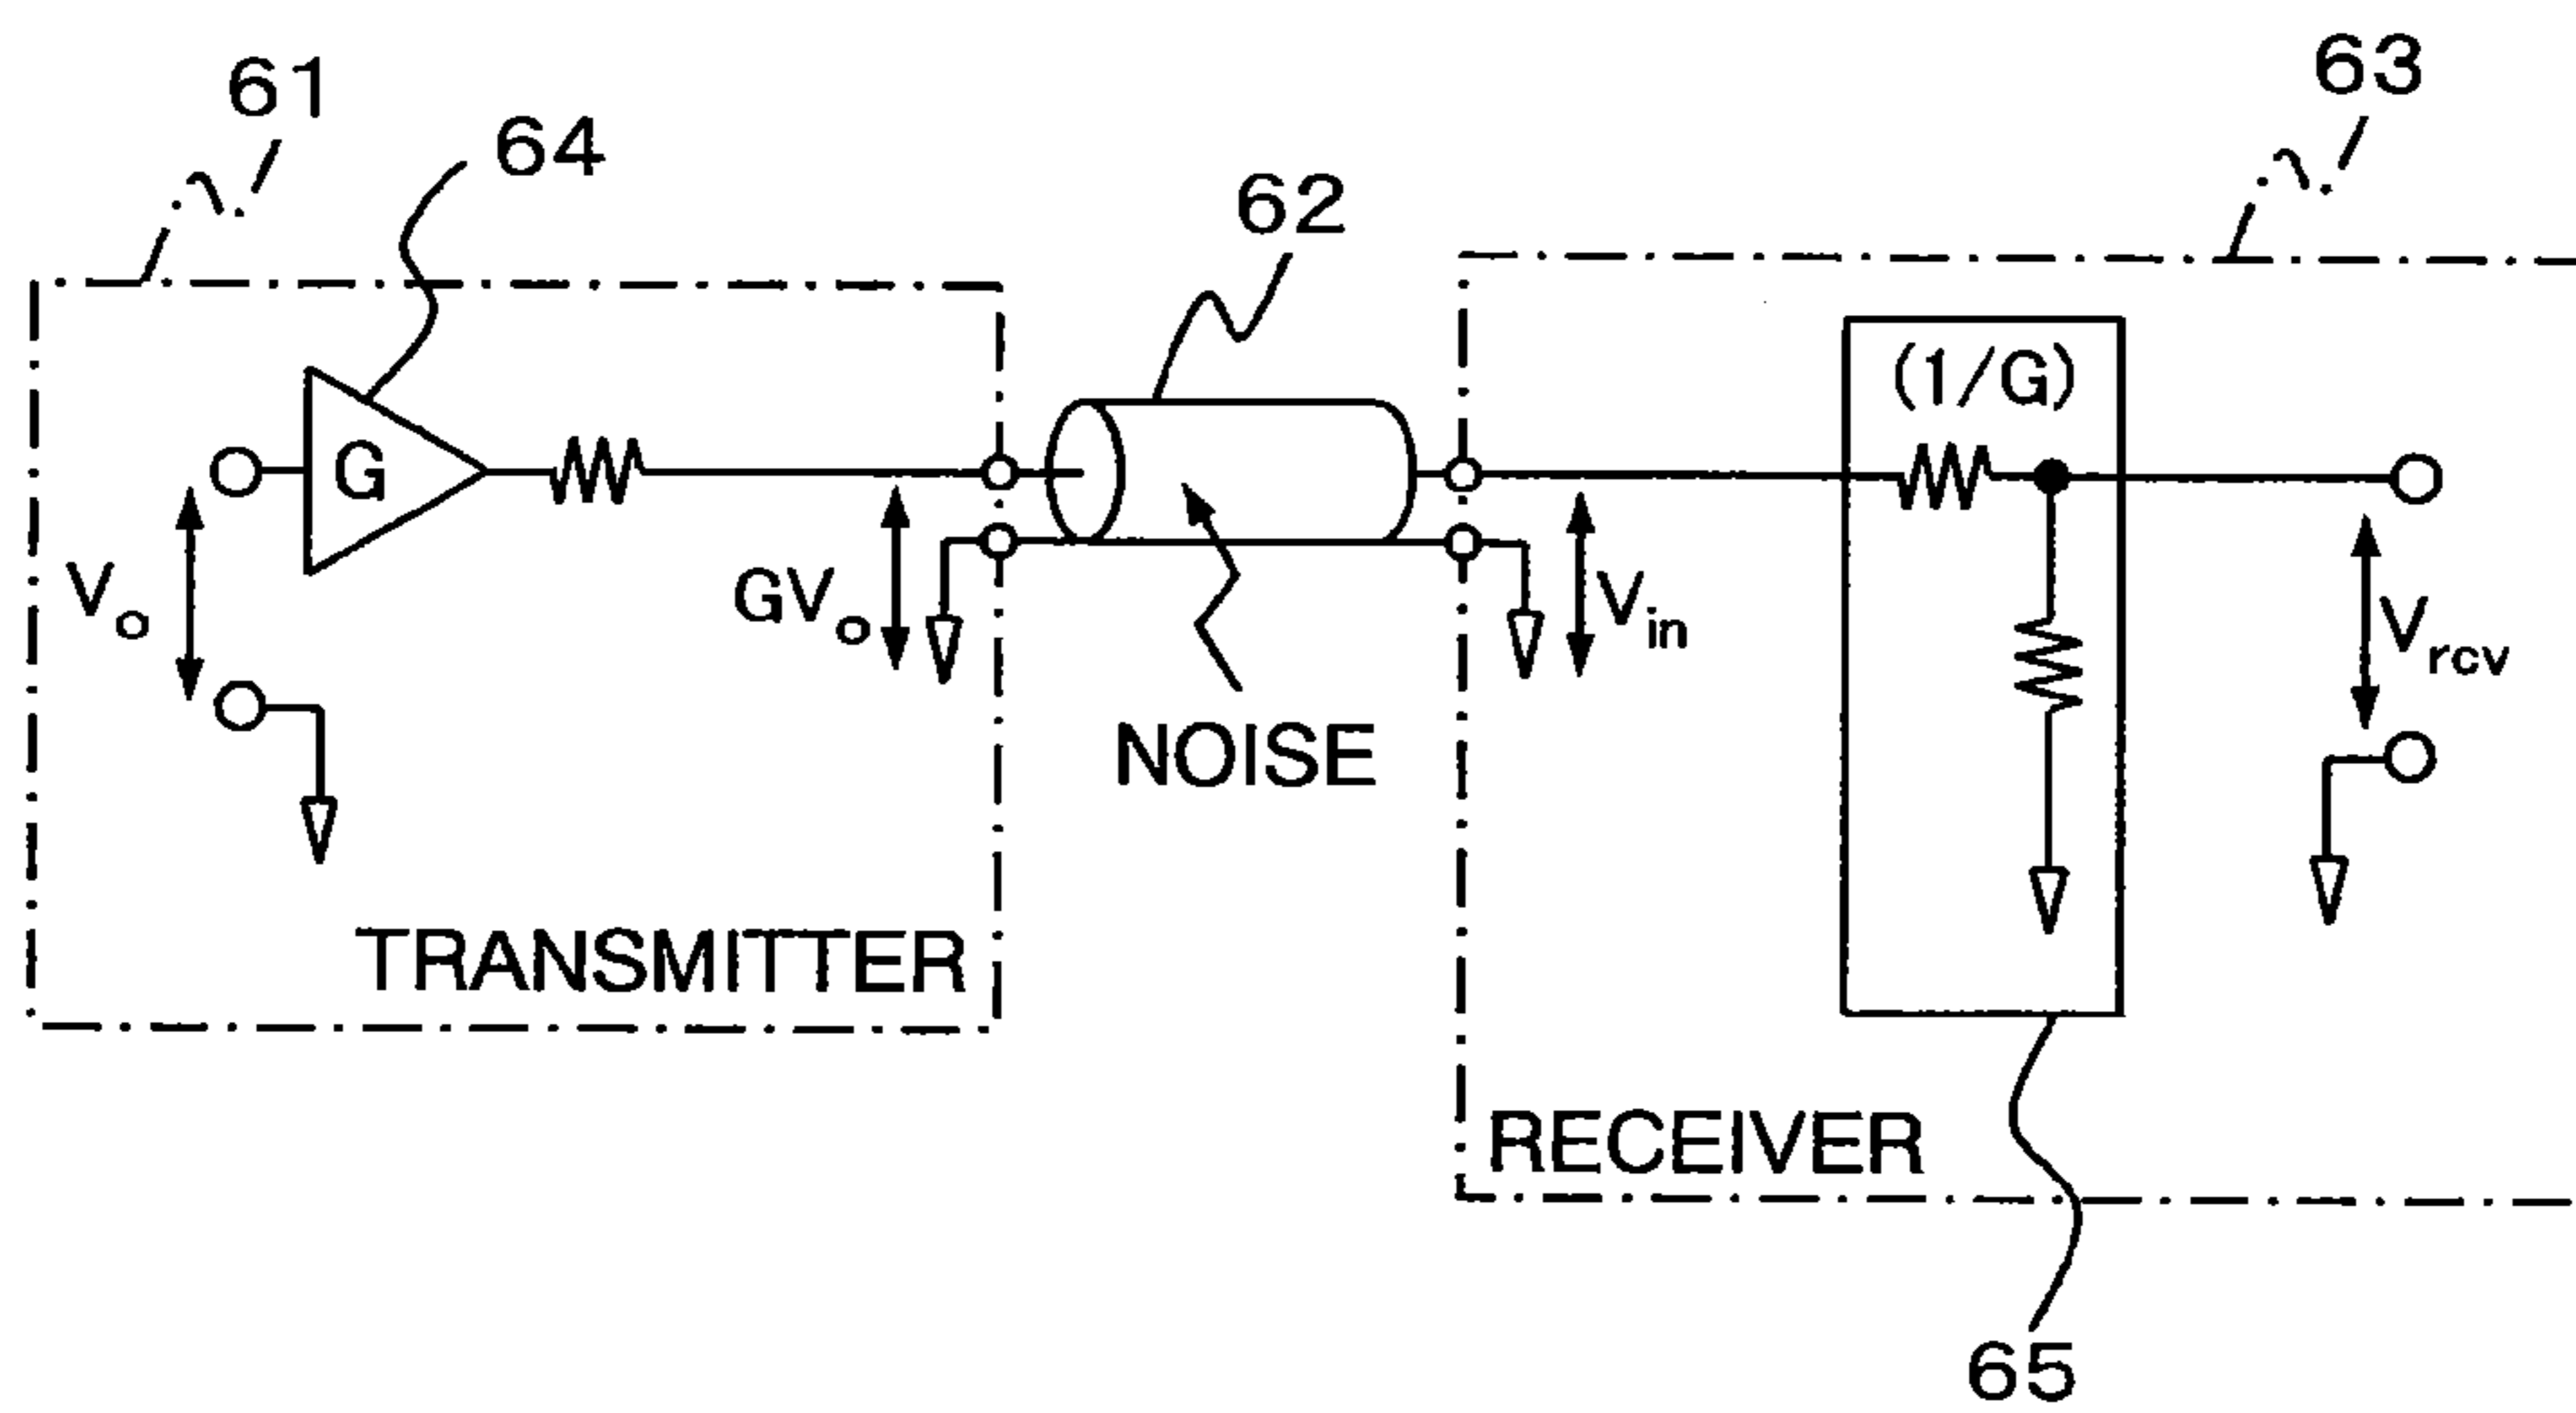 61
64
62
63
G
(1/G)
Vo
GVo
Vin
Vrcv
NOISE
TRANSMITTER
RECEIVER
65